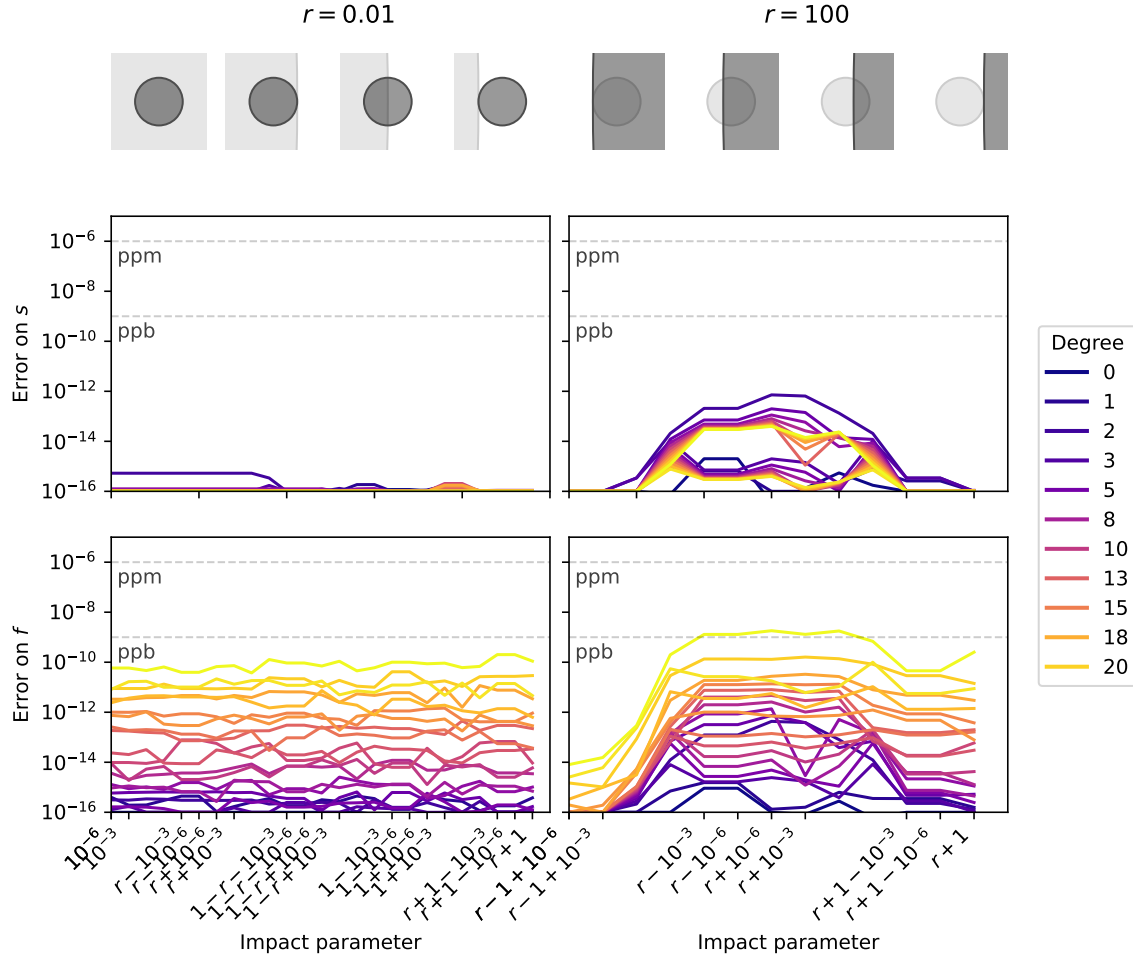 r = 0.01
r = 100
10⁻⁶
10⁻⁸
10⁻¹⁰
10⁻¹²
10⁻¹⁴
10⁻¹⁶
Error on s
ppm
ppb
ppm
ppb
10⁻⁶
10⁻⁸
10⁻¹⁰
10⁻¹²
10⁻¹⁴
10⁻¹⁶
Error on f
ppm
ppb
ppm
ppb
10⁻⁶
10⁻³
r − 10⁻³
r − 10⁻⁶
r + 10⁻⁶
r + 10⁻³
1 − r − 10⁻³
1 − r − 10⁻⁶
1 − r + 10⁻⁶
1 − r + 10⁻³
1 − 10⁻³
1 − 10⁻⁶
1 + 10⁻⁶
1 + 10⁻³
r + 1 − 10⁻³
r + 1 − 10⁻⁶
r + 1
Impact parameter
r − 1 + 10⁻⁶
r − 1 + 10⁻³
r − 10⁻³
r − 10⁻⁶
r + 10⁻⁶
r + 10⁻³
r + 1 − 10⁻³
r + 1 − 10⁻⁶
r + 1
Impact parameter
Degree
0
1
2
3
5
8
10
13
15
18
20